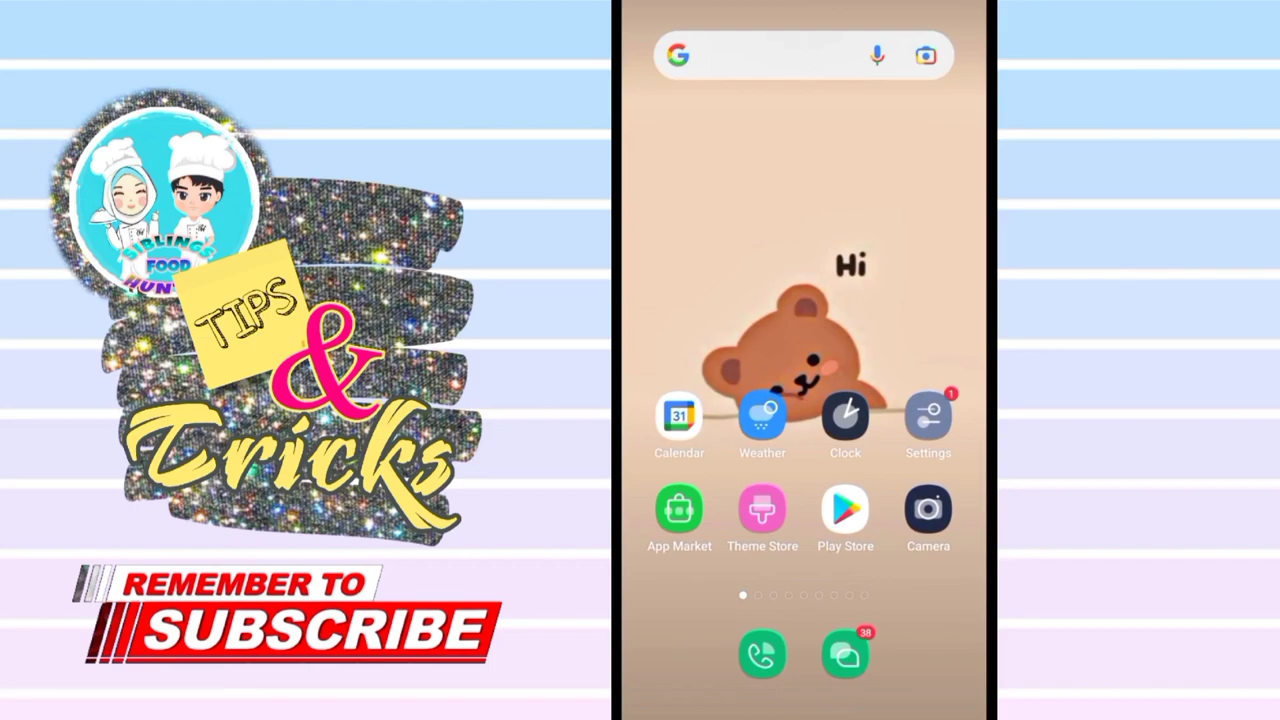 SIBLINGS
FOOD
HUNT
TIPS
&
Tricks
REMEMBER TO
SUBSCRIBE
G
Hi
31
1
Calendar
Weather
Clock
Settings
App Market
Theme Store
Play Store
Camera
38